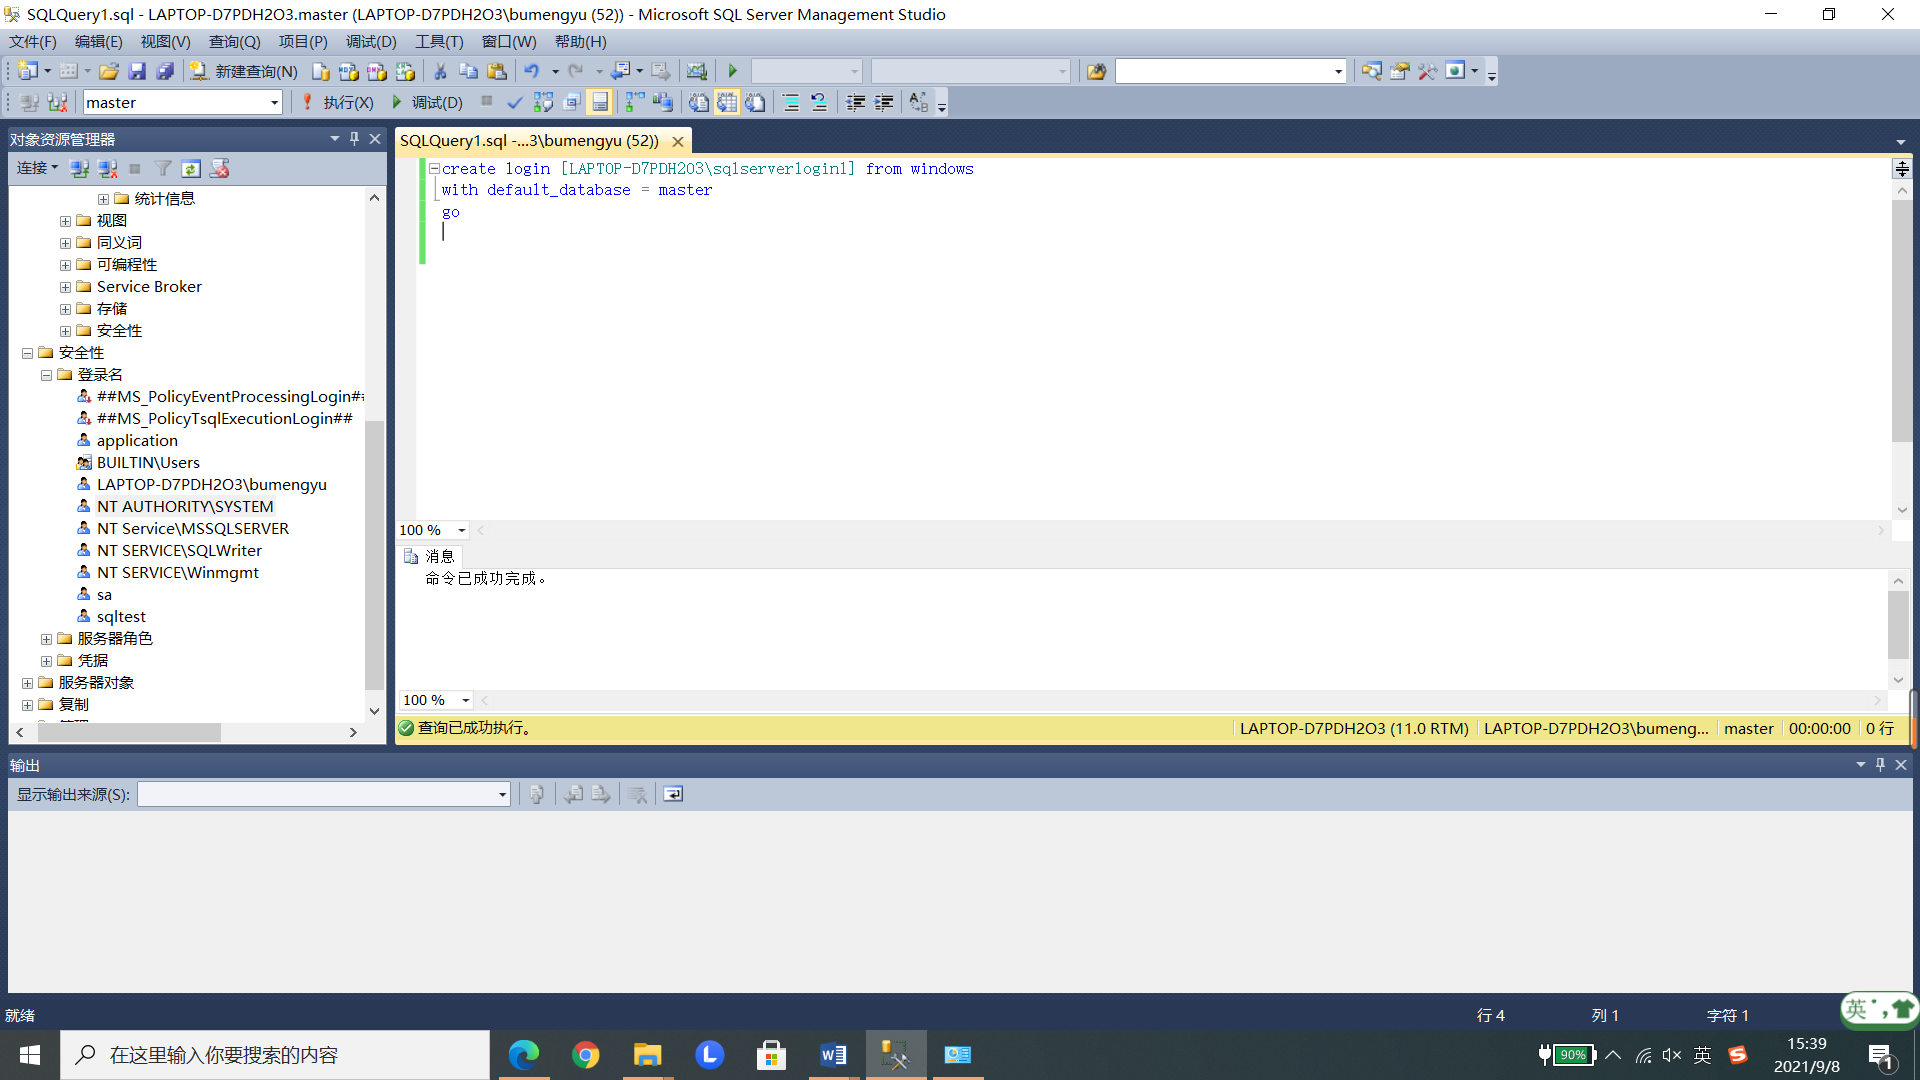 SQLQuery1.sql - LAPTOP-D7PDH2O3.master (LAPTOP-D7PDH2O3\bumengyu (52)) - Microsoft SQL Server Management Studio
文件(F) 编辑(E) 视图(V) 查询(Q) 项目(P) 调试(D) 工具(T) 窗口(W) 帮助(H)
新建查询(N)
master 执行(X) 调试(D)
对象资源管理器
连接
统计信息
视图
同义词
可编程性
Service Broker
存储
安全性
安全性
登录名
##MS_PolicyEventProcessingLogin#
##MS_PolicyTsqlExecutionLogin##
application
BUILTIN\Users
LAPTOP-D7PDH2O3\bumengyu
NT AUTHORITY\SYSTEM
NT Service\MSSQLSERVER
NT SERVICE\SQLWriter
NT SERVICE\Winmgmt
sa
sqltest
服务器角色
凭据
服务器对象
复制
SQLQuery1.sql -...3\bumengyu (52))
create login [LAPTOP-D7PDH2O3\sqlserverlogin1] from windows
with default_database = master
go
100 %
消息
命令已成功完成。
100 %
查询已成功执行。 LAPTOP-D7PDH2O3 (11.0 RTM) LAPTOP-D7PDH2O3\bumeng... master 00:00:00 0 行
输出
显示输出来源(S):
就绪 行 4 列 1 字符 1
英
在这里输入你要搜索的内容
90% 英 15:39
2021/9/8
1